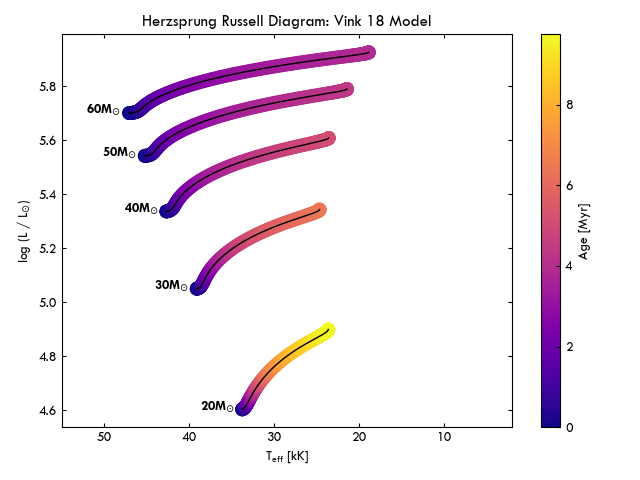 Herzsprung Russell Diagram: Vink 18 Model
log (L / L☉)
5.8
5.6
5.4
5.2
5.0
4.8
4.6
60M☉
50M☉
40M☉
30M☉
20M☉
50
40
30
20
10
T_eff [kK]
8
6
4
2
0
Age [Myr]